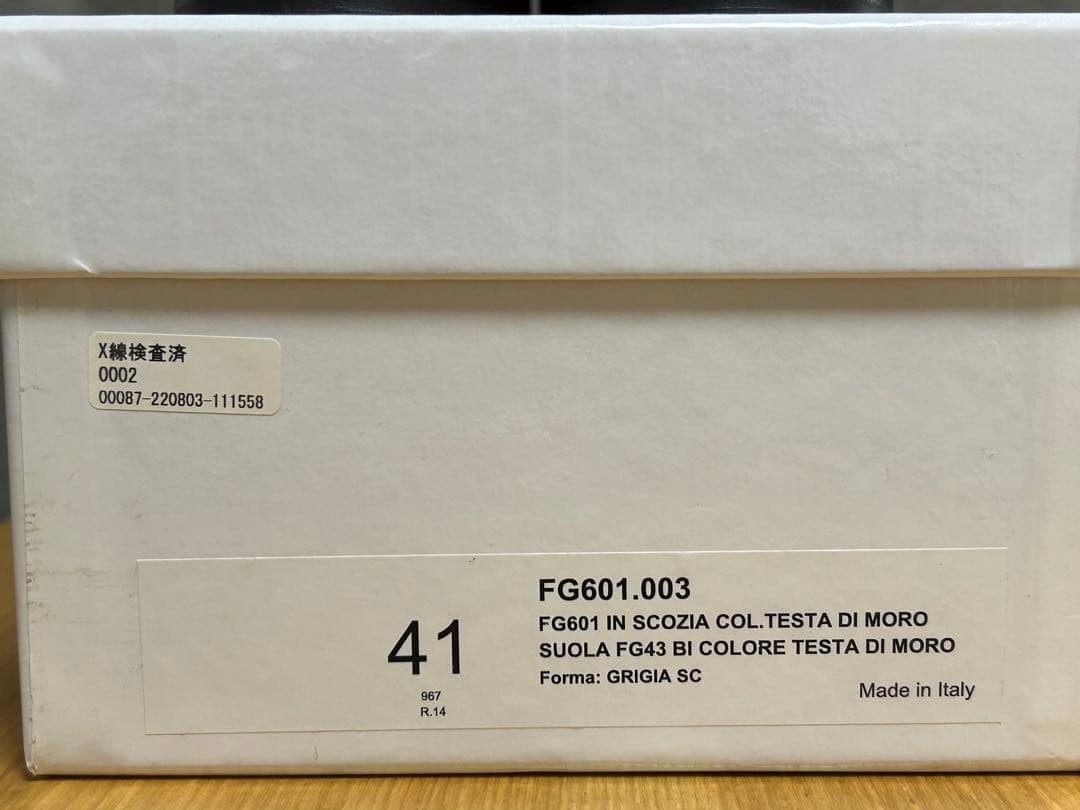 X線検査済
0002
00087-220803-111558
FG601.003
FG601 IN SCOZIA COL.TESTA DI MORO
SUOLA FG43 BI COLORE TESTA DI MORO
Forma: GRIGIA SC
41
967
R.14
Made in Italy